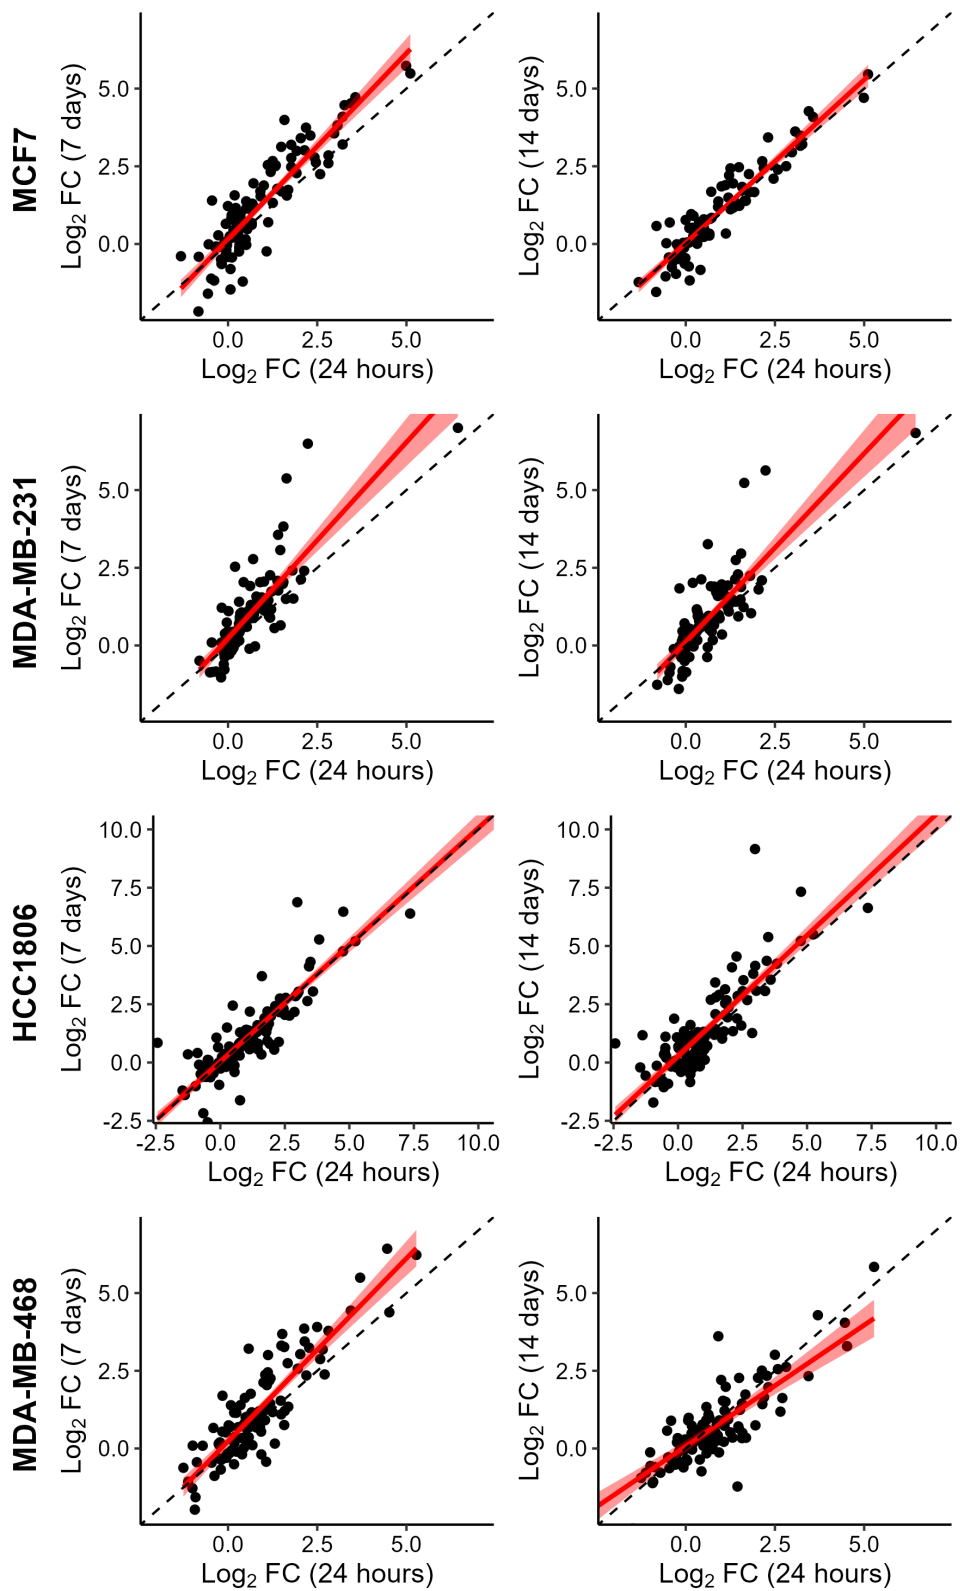 MCF7
Log2 FC (7 days)
5.0
2.5
0.0
0.0 2.5 5.0
Log2 FC (24 hours)
Log2 FC (14 days)
5.0
2.5
0.0
0.0 2.5 5.0
Log2 FC (24 hours)
MDA-MB-231
Log2 FC (7 days)
5.0
2.5
0.0
0.0 2.5 5.0
Log2 FC (24 hours)
Log2 FC (14 days)
5.0
2.5
0.0
0.0 2.5 5.0
Log2 FC (24 hours)
HCC1806
Log2 FC (7 days)
10.0
7.5
5.0
2.5
0.0
-2.5
-2.5 0.0 2.5 5.0 7.5 10.0
Log2 FC (24 hours)
Log2 FC (14 days)
10.0
7.5
5.0
2.5
0.0
-2.5
-2.5 0.0 2.5 5.0 7.5 10.0
Log2 FC (24 hours)
MDA-MB-468
Log2 FC (7 days)
5.0
2.5
0.0
0.0 2.5 5.0
Log2 FC (24 hours)
Log2 FC (14 days)
5.0
2.5
0.0
0.0 2.5 5.0
Log2 FC (24 hours)